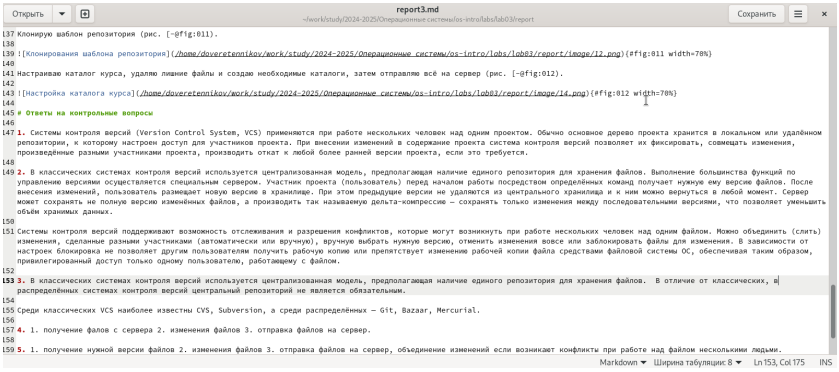 Открыть
report3.md
~/work/study/2024-2025/Операционные системы/os-intro/labs/lab03/report
Сохранить
137 Клонирую шаблон репозитория (рис. [-@fig:011).
138
139 ![Клонирования шаблона репозитория](/home/doveretennikov/work/study/2024-2025/Операционные системы/os-intro/labs/lab03/report/image/12.png){#fig:011 width=70%}
140
141 Настраиваю каталог курса, удаляю лишние файлы и создаю необходимые каталоги, затем отправляю всё на сервер (рис. [-@fig:012).
142
143 ![Настройка каталога курса](/home/doveretennikov/work/study/2024-2025/Операционные системы/os-intro/labs/lab03/report/image/14.png){#fig:012 width=70%}
144
145 # Ответы на контрольные вопросы
146
147 1. Системы контроля версий (Version Control System, VCS) применяются при работе нескольких человек над одним проектом. Обычно основное дерево проекта хранится в локальном или удалённом
репозитории, к которому настроен доступ для участников проекта. При внесении изменений в содержание проекта система контроля версий позволяет их фиксировать, совмещать изменения,
произведённые разными участниками проекта, производить откат к любой более ранней версии проекта, если это требуется.
148
149 2. В классических системах контроля версий используется централизованная модель, предполагающая наличие единого репозитория для хранения файлов. Выполнение большинства функций по
управлению версиями осуществляется специальным сервером. Участник проекта (пользователь) перед началом работы посредством определённых команд получает нужную ему версию файлов. После
внесения изменений, пользователь размещает новую версию в хранилище. При этом предыдущие версии не удаляются из центрального хранилища и к ним можно вернуться в любой момент. Сервер
может сохранять не полную версию изменённых файлов, а производить так называемую дельта-компрессию — сохранять только изменения между последовательными версиями, что позволяет уменьшить
объём хранимых данных.
150
151 Системы контроля версий поддерживают возможность отслеживания и разрешения конфликтов, которые могут возникнуть при работе нескольких человек над одним файлом. Можно объединить (слить)
изменения, сделанные разными участниками (автоматически или вручную), вручную выбрать нужную версию, отменить изменения вовсе или заблокировать файлы для изменения. В зависимости от
настроек блокировка не позволяет другим пользователям получить рабочую копию или препятствует изменению рабочей копии файла средствами файловой системы ОС, обеспечивая таким образом,
привилегированный доступ только одному пользователю, работающему с файлом.
152
153 3. В классических системах контроля версий используется централизованная модель, предполагающая наличие единого репозитория для хранения файлов.  В отличие от классических, в
распределённых системах контроля версий центральный репозиторий не является обязательным.
154
155 Среди классических VCS наиболее известны CVS, Subversion, а среди распределённых — Git, Bazaar, Mercurial.
156
157 4. 1. получение фалов с сервера 2. изменения файлов 3. отправка файлов на сервер.
158
159 5. 1. получение нужной версии файлов 2. изменения файлов 3. отправка файлов на сервер, объединение изменений если возникают конфликты при работе над файлом несколькими людьми.
Markdown
Ширина табуляции: 8
Ln 153, Col 175
INS